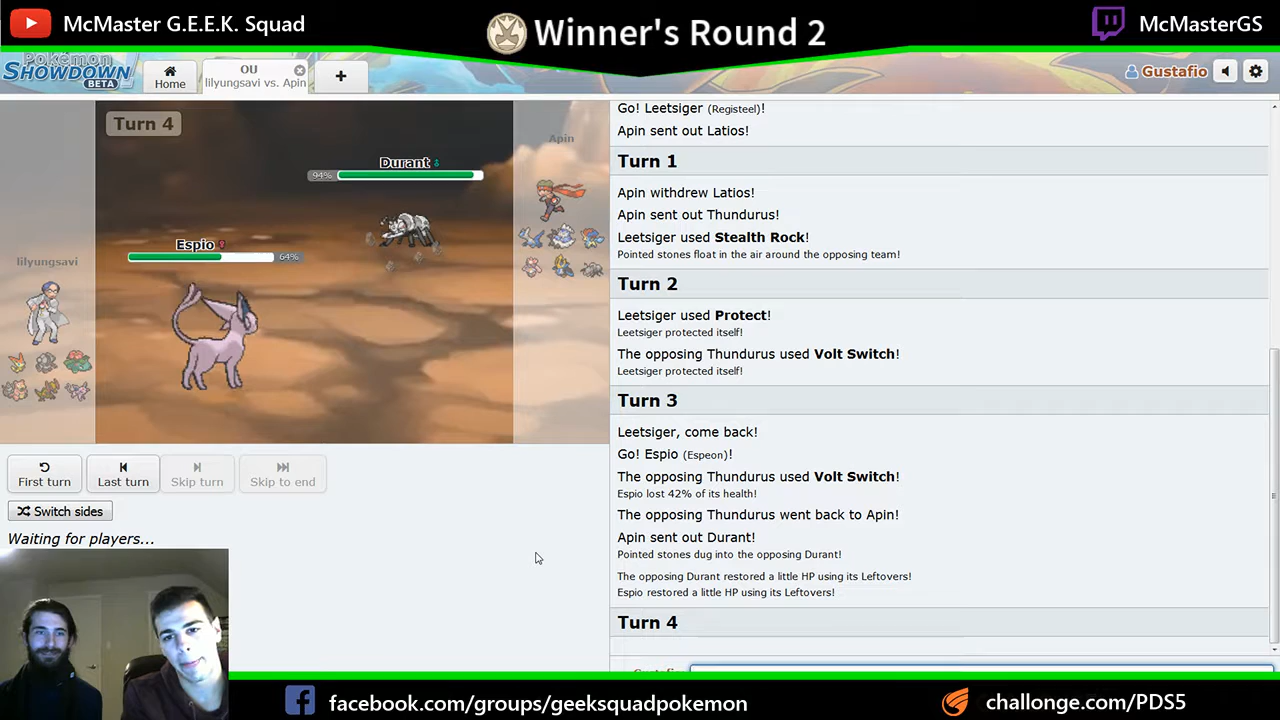 McMaster G.E.E.K. Squad
Winner's Round 2
McMasterGS
Pokémon
SHOWDOWN
BETA
Home
OU
lilyungsavi vs. Apin
Gustafio
Turn 4
Durant
94%
Espio
64%
lilyungsavi
Apin
Go! Leetsiger (Registeel)!
Apin sent out Latios!
Turn 1
Apin withdrew Latios!
Apin sent out Thundurus!
Leetsiger used Stealth Rock!
Pointed stones float in the air around the opposing team!
Turn 2
Leetsiger used Protect!
Leetsiger protected itself!
The opposing Thundurus used Volt Switch!
Leetsiger protected itself!
Turn 3
Leetsiger, come back!
Go! Espio (Espeon)!
The opposing Thundurus used Volt Switch!
Espio lost 42% of its health!
The opposing Thundurus went back to Apin!
Apin sent out Durant!
Pointed stones dug into the opposing Durant!
The opposing Durant restored a little HP using its Leftovers!
Espio restored a little HP using its Leftovers!
Turn 4
First turn
Last turn
Skip turn
Skip to end
Switch sides
Waiting for players...
facebook.com/groups/geeksquadpokemon
challonge.com/PDS5